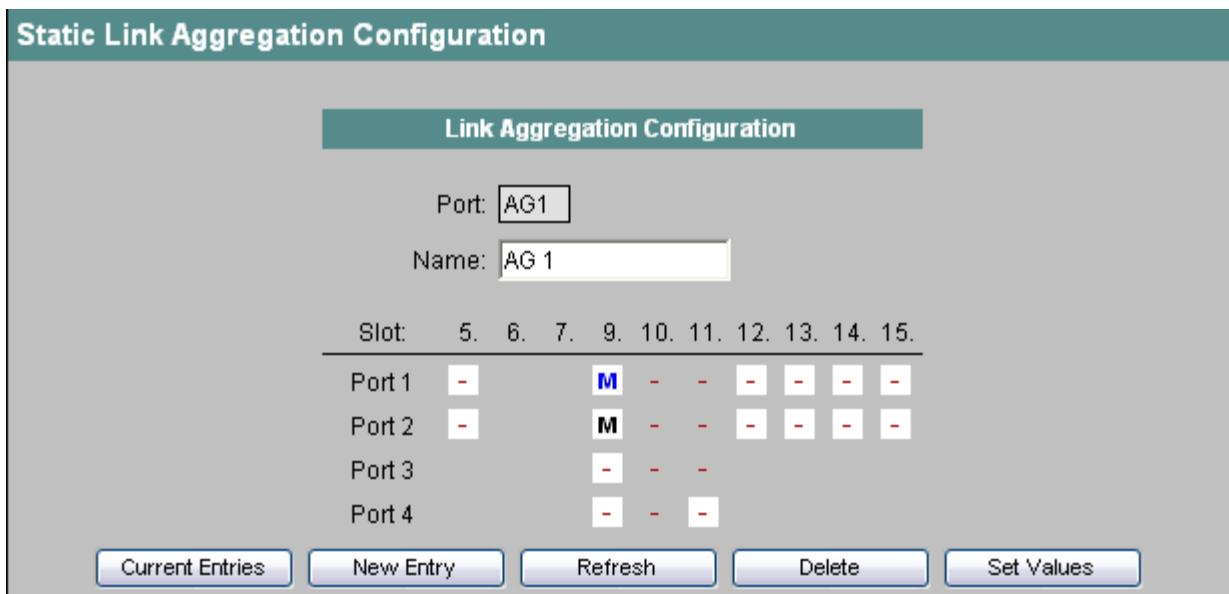 Static Link Aggregation Configuration
Link Aggregation Configuration
Port: AG1
Name: AG 1
Slot: 5. 6. 7. 9. 10. 11. 12. 13. 14. 15.
Port 1 - M - - - - - -
Port 2 - M - - - - - -
Port 3 - - -
Port 4 - - -
Current Entries New Entry Refresh Delete Set Values